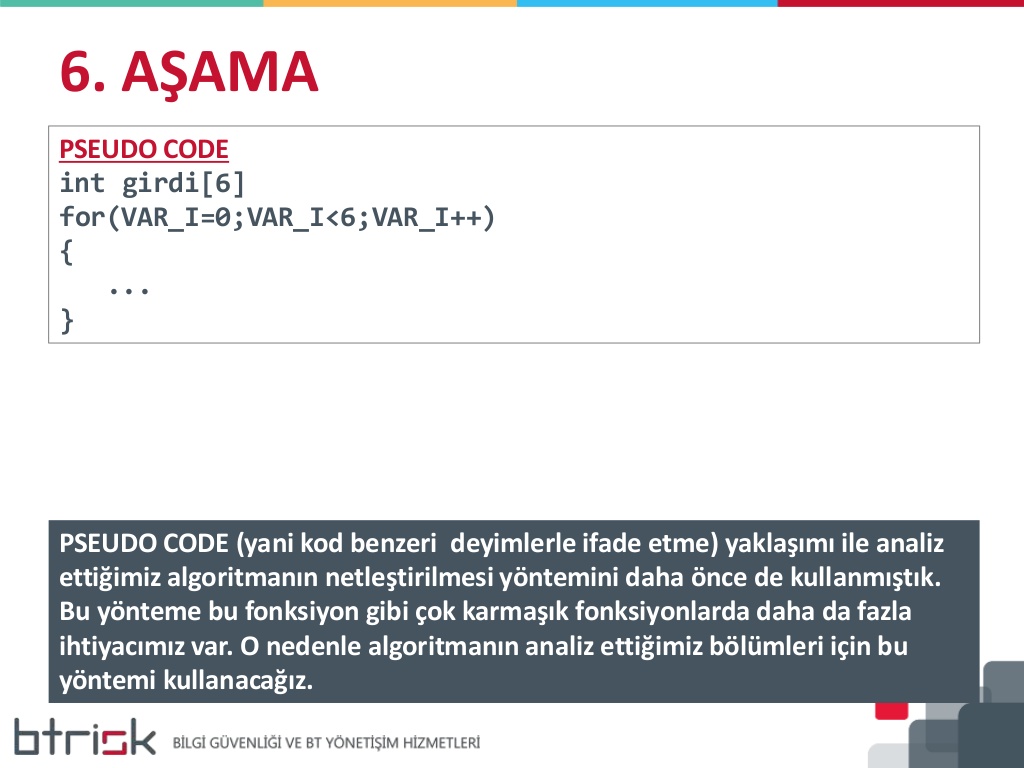 6. AŞAMA
PSEUDO CODE
int girdi[6]
for(VAR_I=0;VAR_I<6;VAR_I++)
{
...
}
PSEUDO CODE (yani kod benzeri  deyimlerle ifade etme) yaklaşımı ile analiz
ettiğimiz algoritmanın netleştirilmesi yöntemini daha önce de kullanmıştık.
Bu yönteme bu fonksiyon gibi çok karmaşık fonksiyonlarda daha da fazla
ihtiyacımız var. O nedenle algoritmanın analiz ettiğimiz bölümleri için bu
yöntemi kullanacağız.
btrisk BİLGİ GÜVENLİĞİ VE BT YÖNETİŞİM HİZMETLERİ